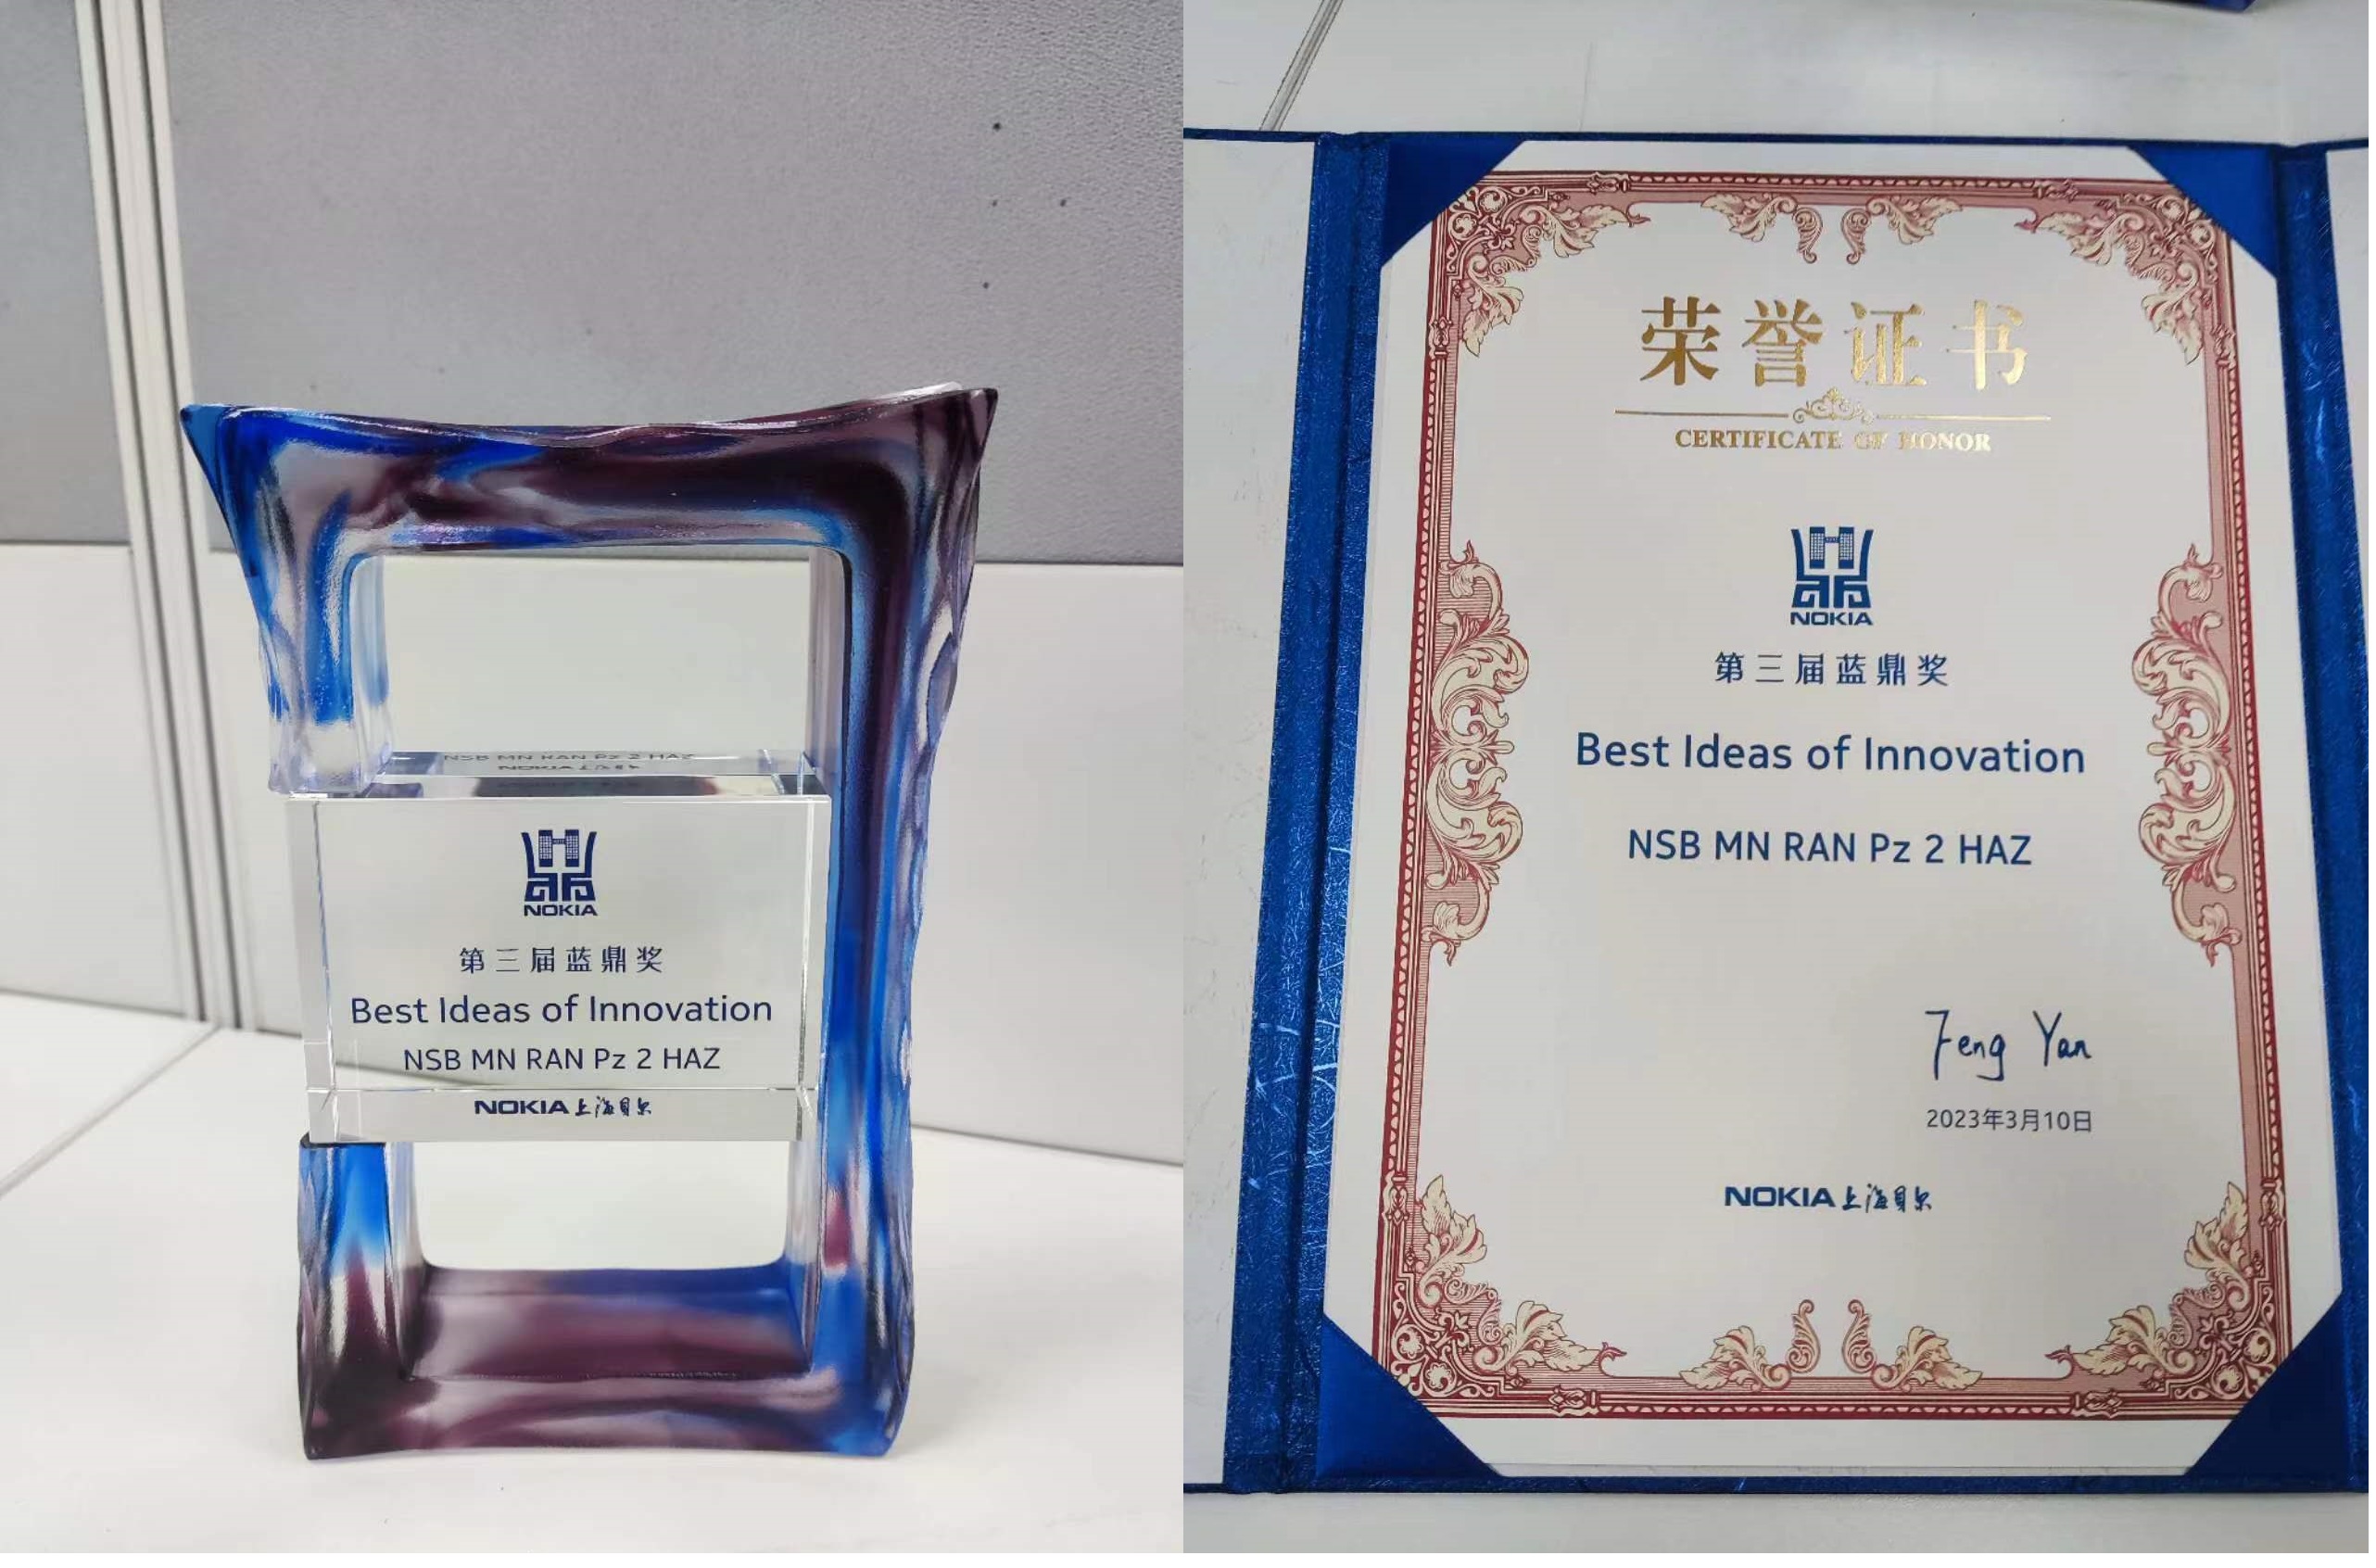 NSB MN RAN Pz 2 HAZ
NOKIA 上海贝尔
鼎
NOKIA
第三届蓝鼎奖
Best Ideas of Innovation
NSB MN RAN Pz 2 HAZ
NOKIA 上海贝尔
荣誉证书
CERTIFICATE OF HONOR
鼎
NOKIA
第三届蓝鼎奖
Best Ideas of Innovation
NSB MN RAN Pz 2 HAZ
Feng Yan
2023年3月10日
NOKIA 上海贝尔